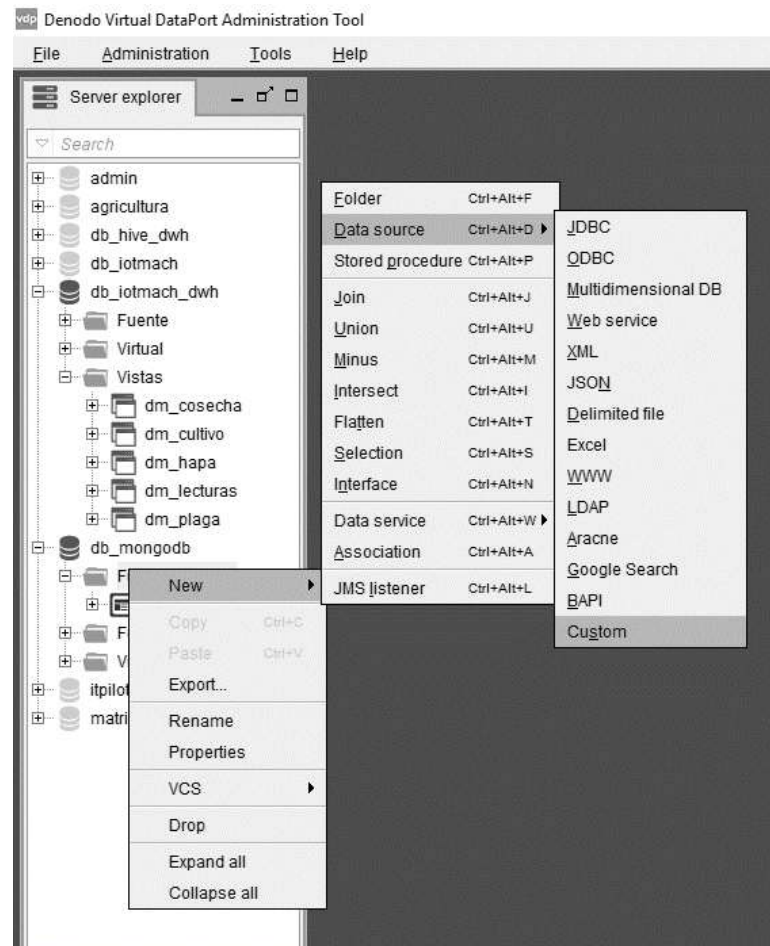 vdp Denodo Virtual DataPort Administration Tool
File Administration Tools Help
Server explorer
Search
admin
agricultura
db_hive_dwh
db_iotmach
db_iotmach_dwh
Fuente
Virtual
Vistas
dm_cosecha
dm_cultivo
dm_hapa
dm_lecturas
dm_plaga
db_mongodb
F
F
V
itpilot
matri
New
Copy Ctrl+C
Paste Ctrl+V
Export...
Rename
Properties
VCS
Drop
Expand all
Collapse all
Folder Ctrl+Alt+F
Data source Ctrl+Alt+D
Stored procedure Ctrl+Alt+P
Join Ctrl+Alt+J
Union Ctrl+Alt+U
Minus Ctrl+Alt+M
Intersect Ctrl+Alt+I
Flatten Ctrl+Alt+T
Selection Ctrl+Alt+S
Interface Ctrl+Alt+N
Data service Ctrl+Alt+W
Association Ctrl+Alt+A
JMS listener Ctrl+Alt+L
JDBC
ODBC
Multidimensional DB
Web service
XML
JSON
Delimited file
Excel
WWW
LDAP
Aracne
Google Search
BAPI
Custom